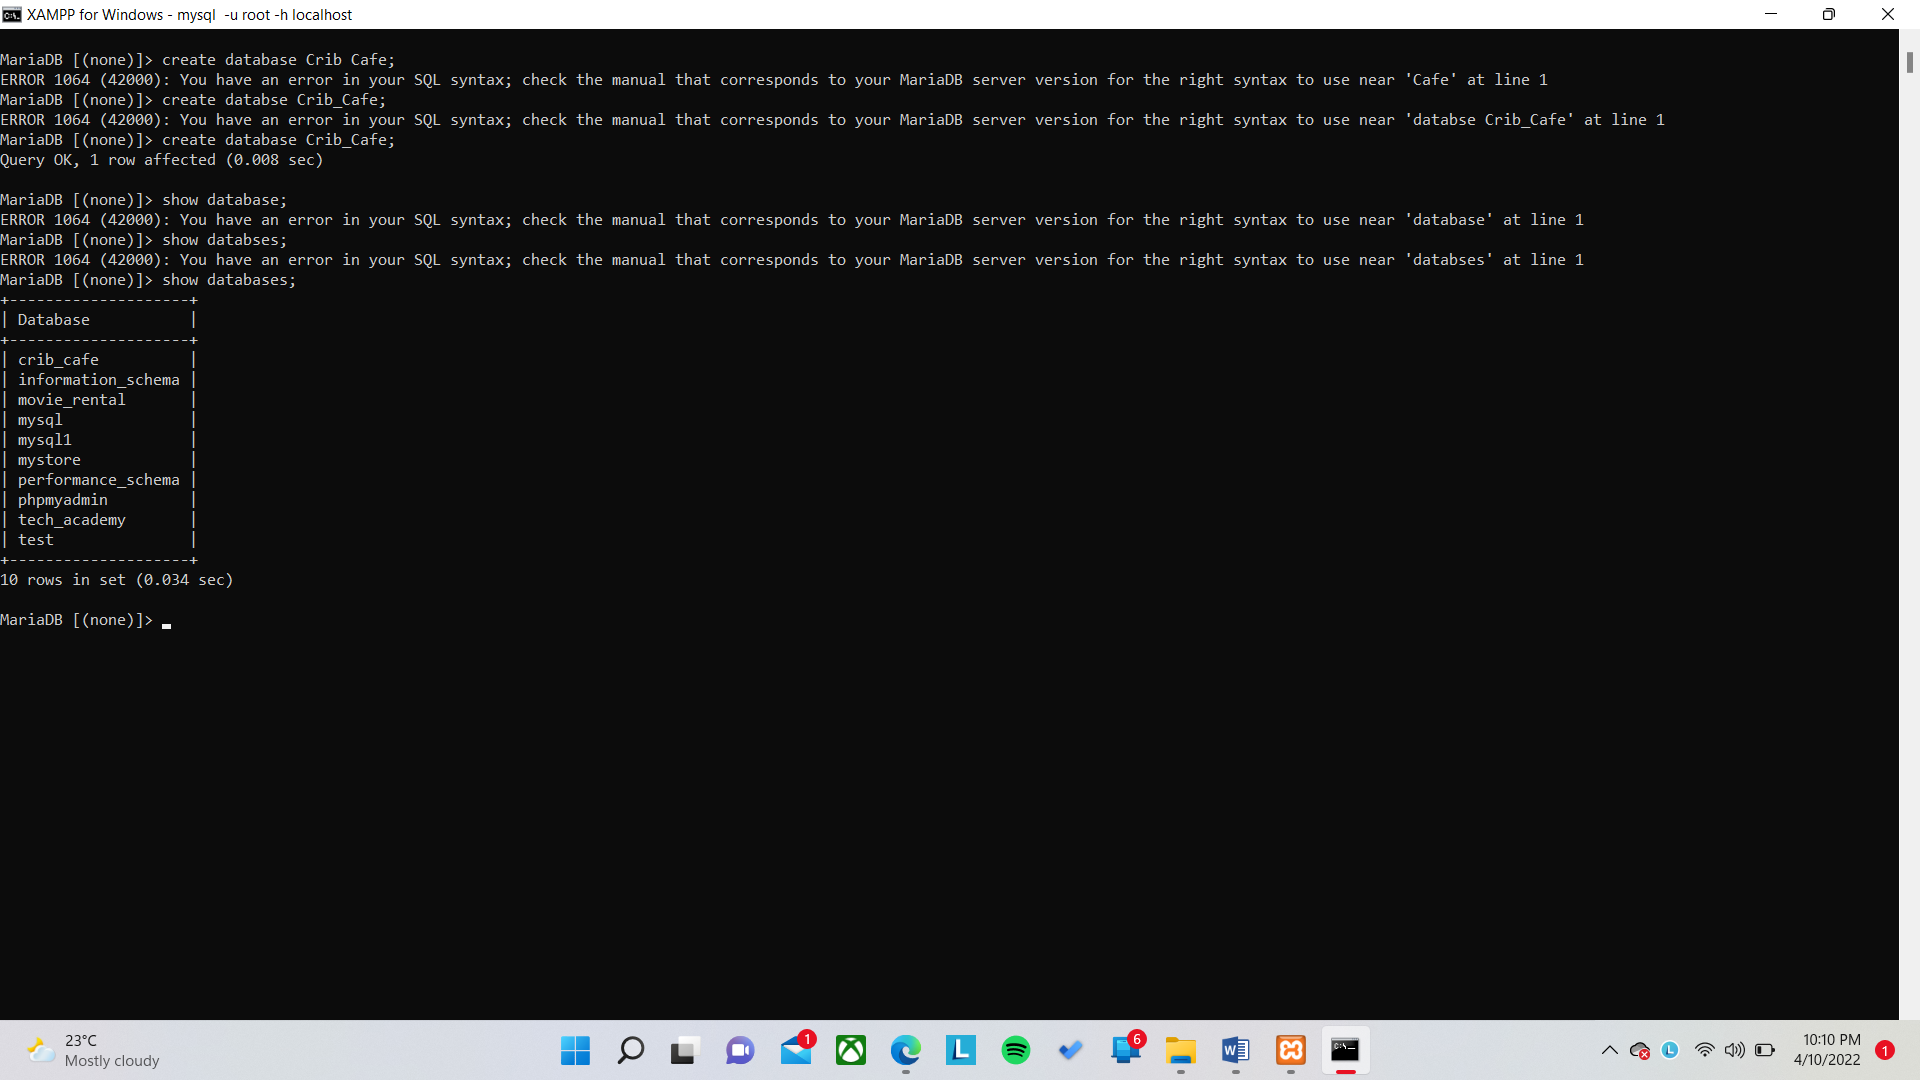 XAMPP for Windows - mysql  -u root -h localhost
MariaDB [(none)]> create database Crib Cafe;
ERROR 1064 (42000): You have an error in your SQL syntax; check the manual that corresponds to your MariaDB server version for the right syntax to use near 'Cafe' at line 1
MariaDB [(none)]> create databse Crib_Cafe;
ERROR 1064 (42000): You have an error in your SQL syntax; check the manual that corresponds to your MariaDB server version for the right syntax to use near 'databse Crib_Cafe' at line 1
MariaDB [(none)]> create database Crib_Cafe;
Query OK, 1 row affected (0.008 sec)
MariaDB [(none)]> show database;
ERROR 1064 (42000): You have an error in your SQL syntax; check the manual that corresponds to your MariaDB server version for the right syntax to use near 'database' at line 1
MariaDB [(none)]> show databses;
ERROR 1064 (42000): You have an error in your SQL syntax; check the manual that corresponds to your MariaDB server version for the right syntax to use near 'databses' at line 1
MariaDB [(none)]> show databases;
+--------------------+
| Database           |
+--------------------+
| crib_cafe          |
| information_schema |
| movie_rental       |
| mysql              |
| mysql1             |
| mystore            |
| performance_schema |
| phpmyadmin         |
| tech_academy       |
| test               |
+--------------------+
10 rows in set (0.034 sec)
MariaDB [(none)]> _
23°C
Mostly cloudy
1
L
6
W
L
10:10 PM
4/10/2022
1